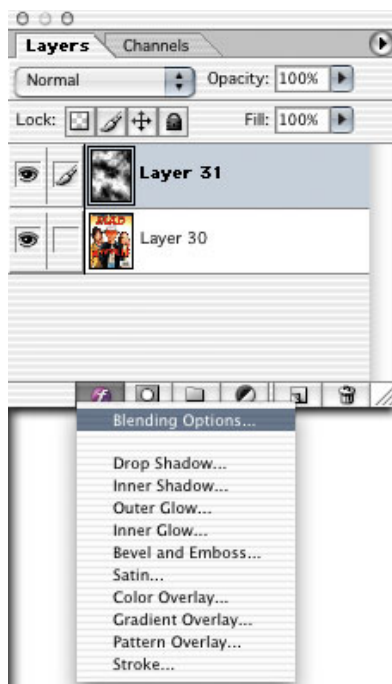 Layers Channels
Normal Opacity: 100%
Lock: Fill: 100%
Layer 31
MAD
Layer 30
Blending Options...
Drop Shadow...
Inner Shadow...
Outer Glow...
Inner Glow...
Bevel and Emboss...
Satin...
Color Overlay...
Gradient Overlay...
Pattern Overlay...
Stroke...